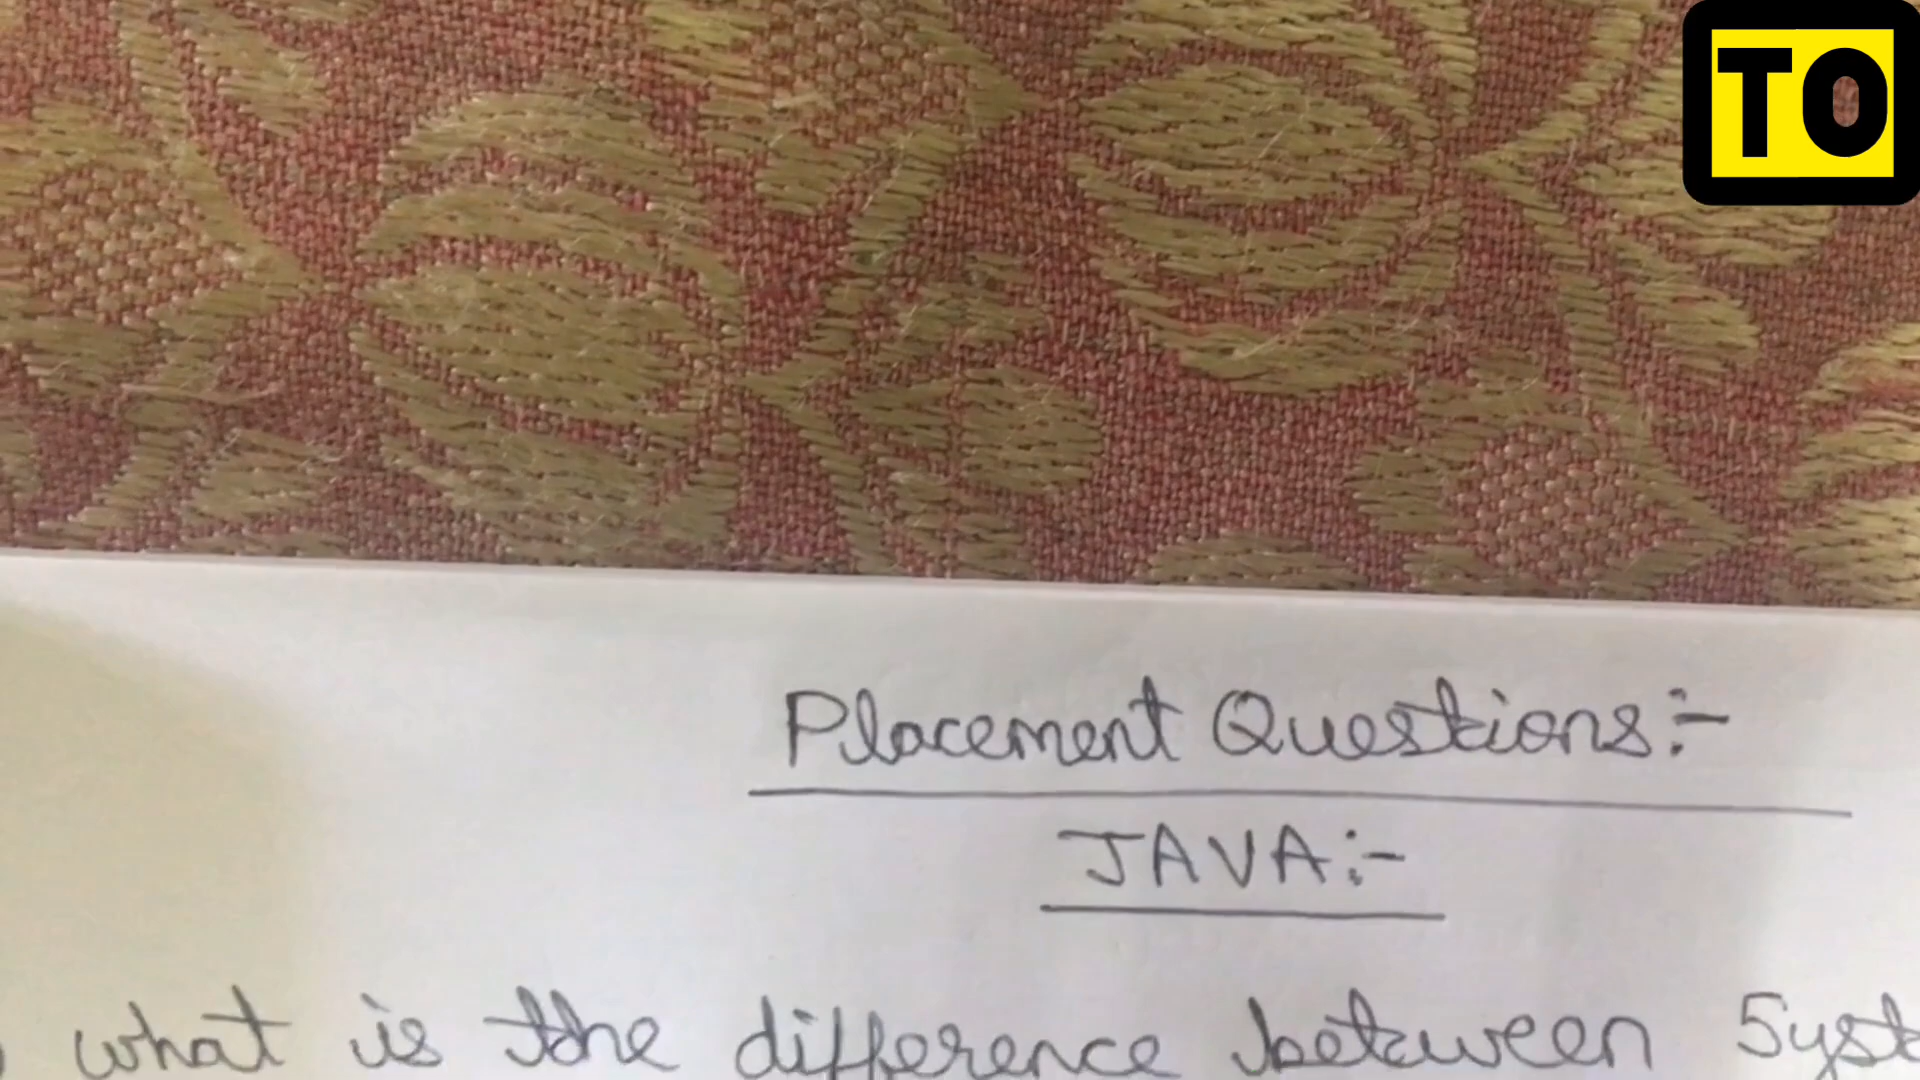 TO
Placement Questions:-
JAVA:-
what is the difference between